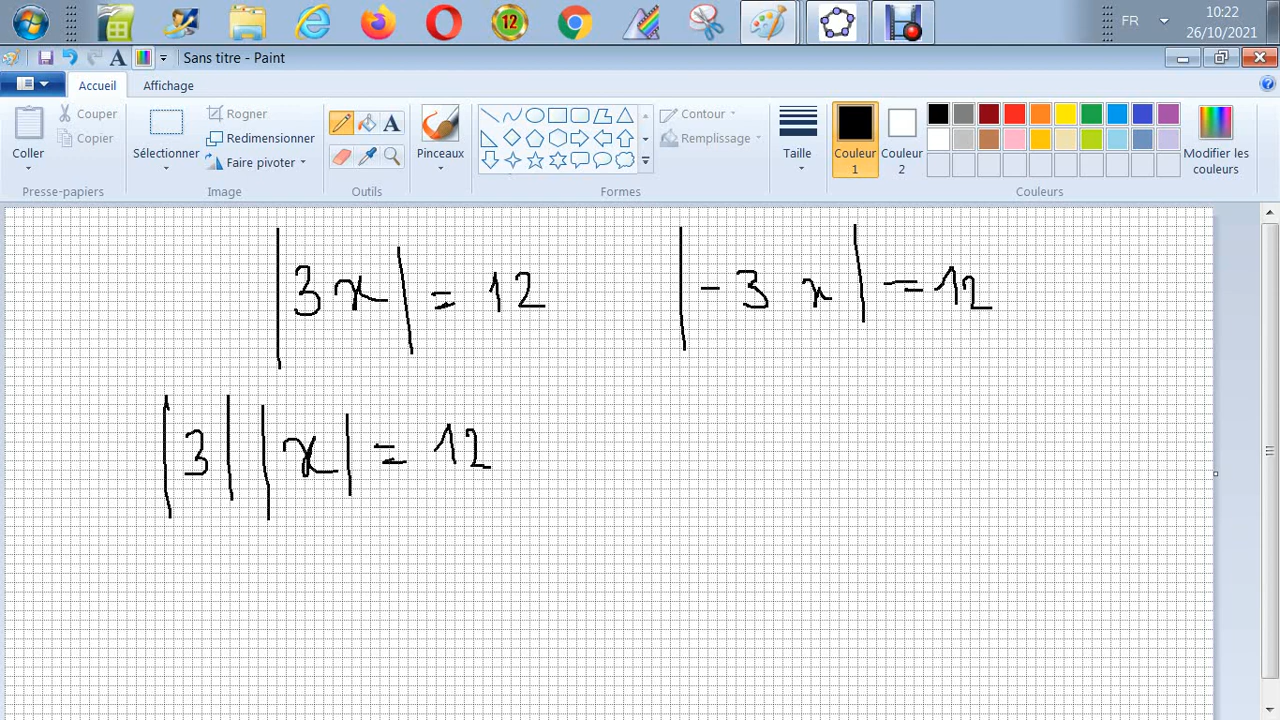 12
FR
10:22
26/10/2021
Sans titre - Paint
Accueil Affichage
Coller
Couper
Copier
Presse-papiers
Sélectionner
Rogner
Redimensionner
Faire pivoter
Image
A
Outils
Pinceaux
Contour
Remplissage
Formes
Taille
Couleur 1
Couleur 2
Modifier les couleurs
Couleurs
|3x| = 12 |-3 x| = 12
|3| |x| = 12